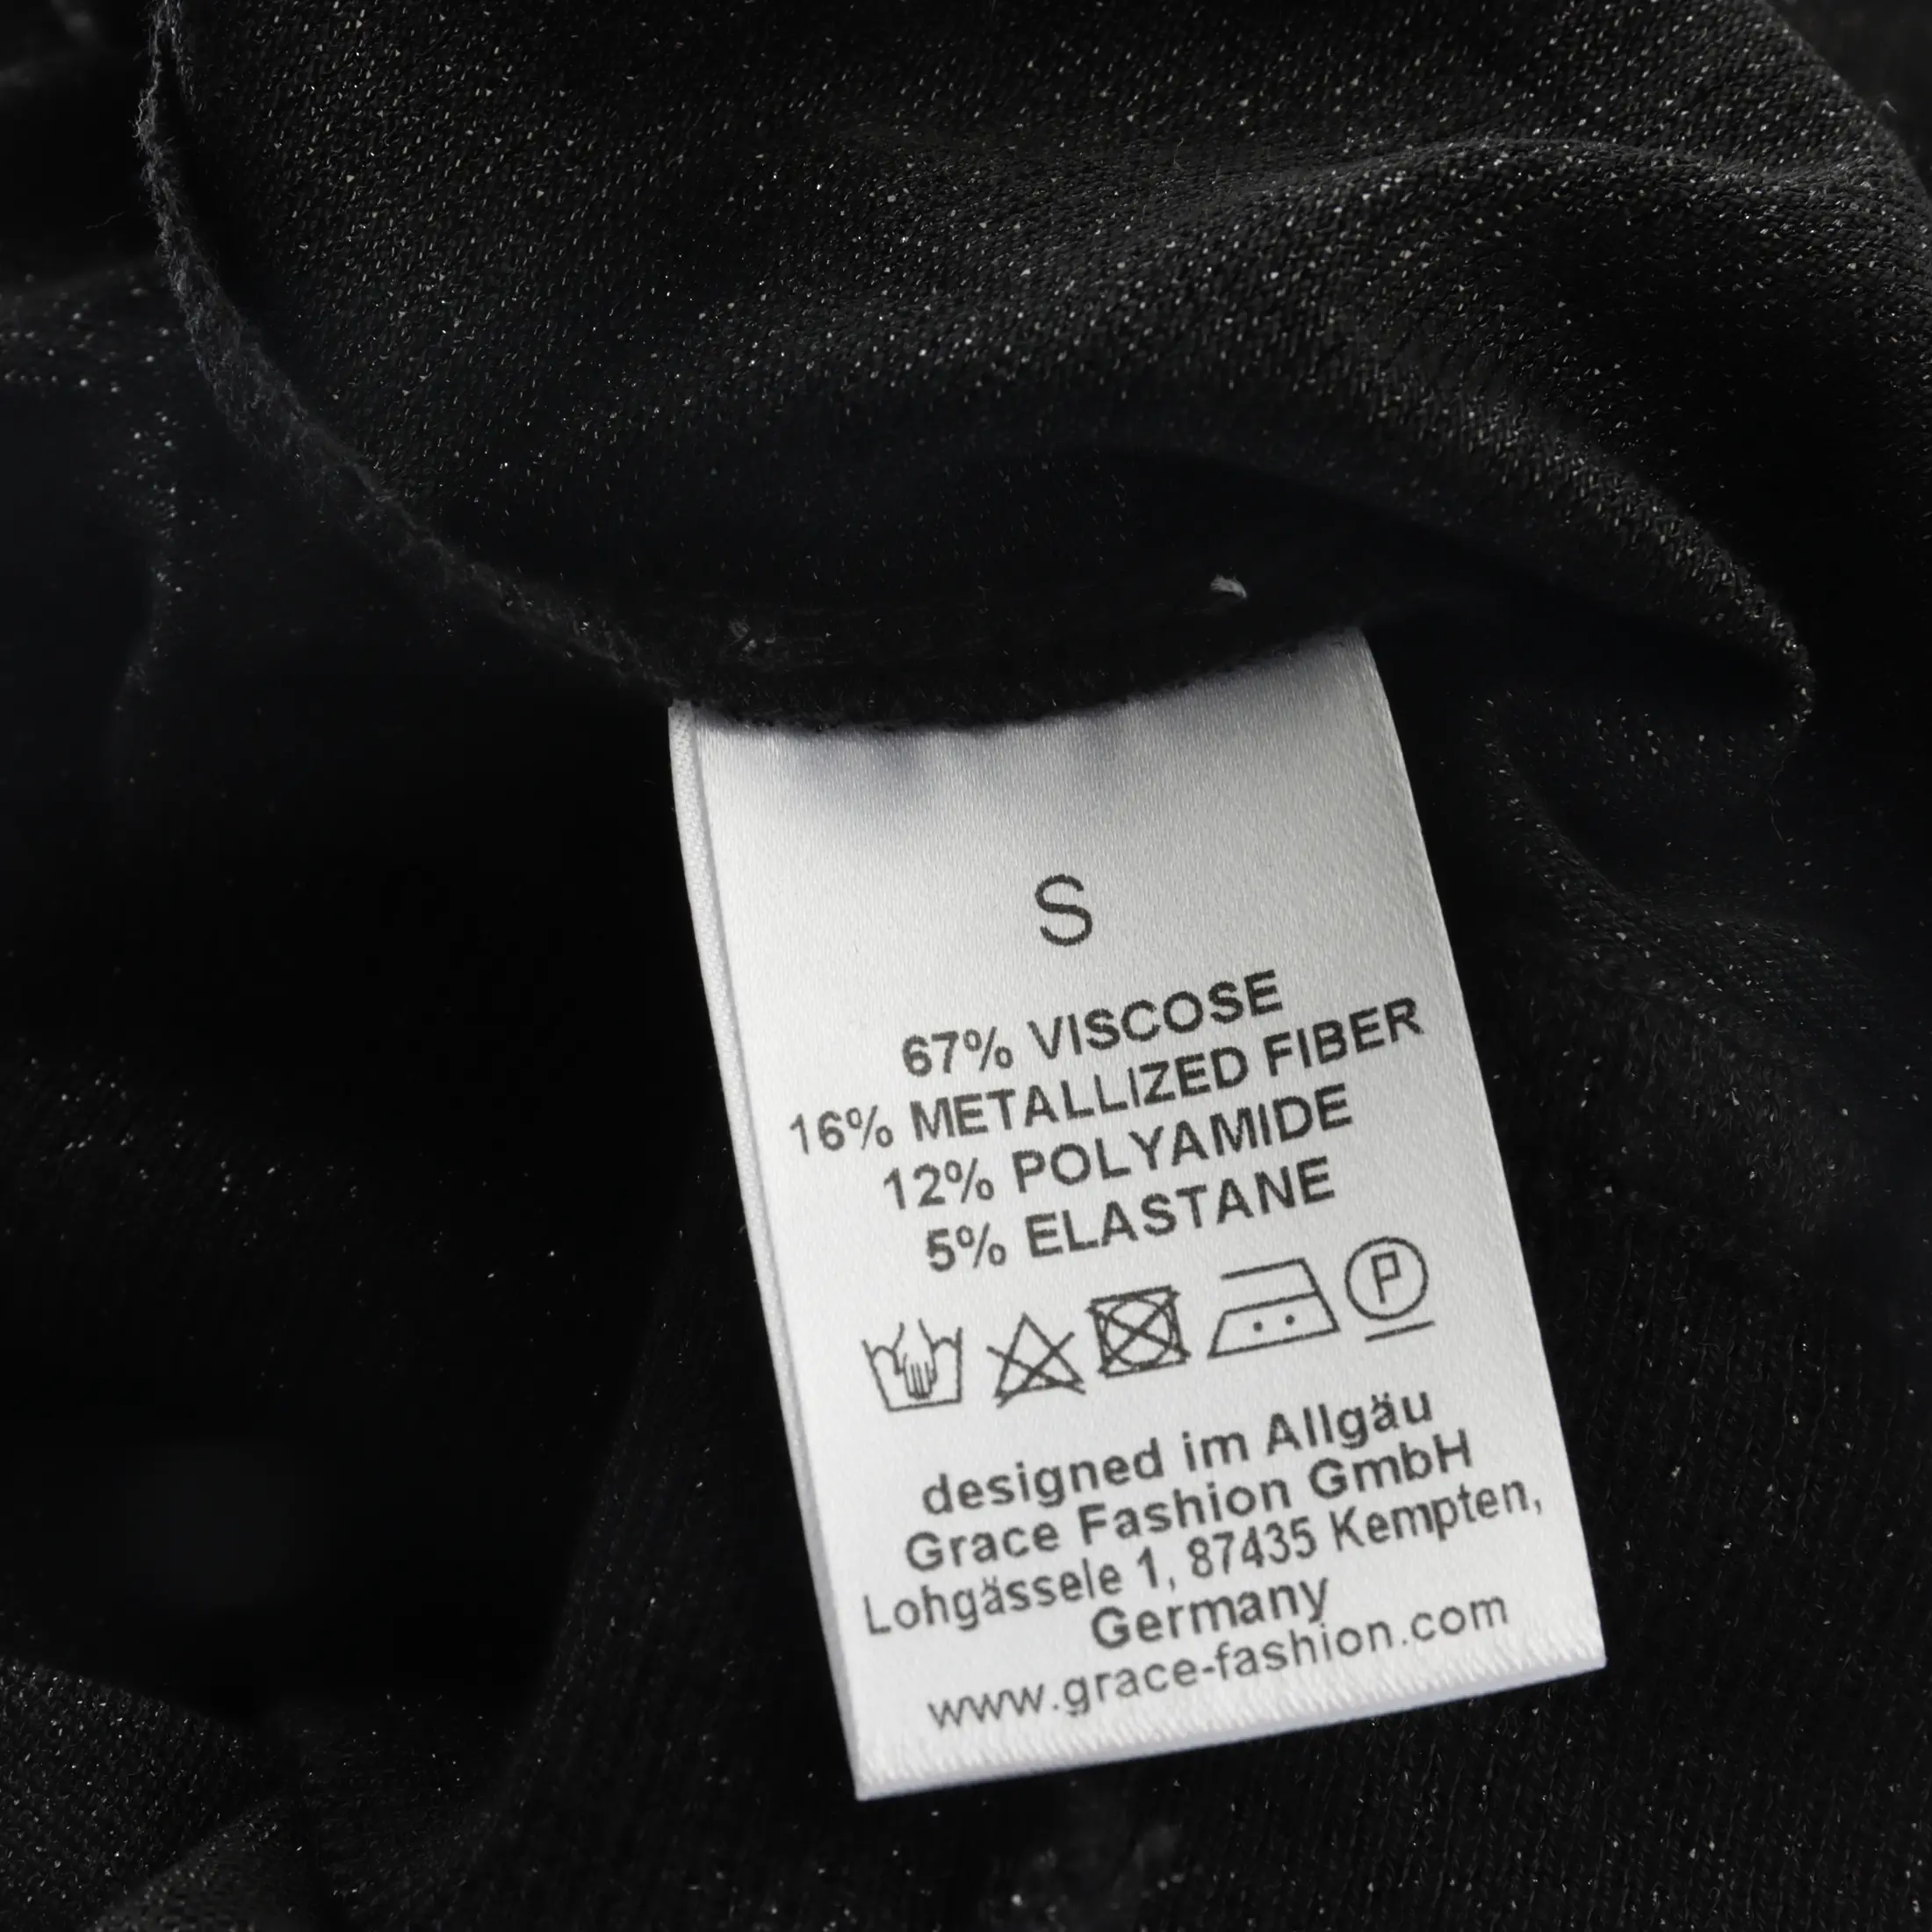 S
67% VISCOSE
16% METALLIZED FIBER
12% POLYAMIDE
5% ELASTANE
P
designed im Allgäu
Grace Fashion GmbH
Lohgässele 1, 87435 Kempten,
Germany
www.grace-fashion.com